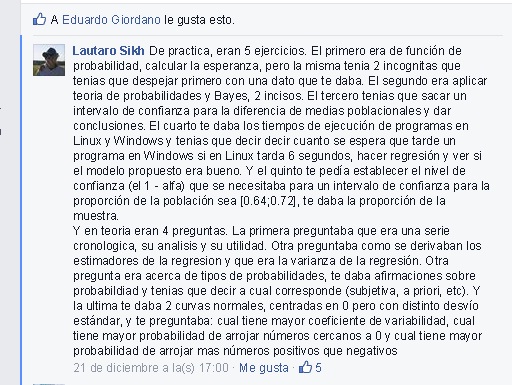 A Eduardo Giordano le gusta esto.
Lautaro Sikh De practica, eran 5 ejercicios. El primero era de función de
probabilidad, calcular la esperanza, pero la misma tenia 2 incognitas que
tenias que despejar primero con una dato que te daba. El segundo era aplicar
teoria de probabilidades y Bayes, 2 incisos. El tercero tenias que sacar un
intervalo de confianza para la diferencia de medias poblacionales y dar
conclusiones. El cuarto te daba los tiempos de ejecución de programas en
Linux y Windows y tenias que decir decir cuanto se espera que tarde un
programa en Windows si en Linux tarda 6 segundos, hacer regresión y ver si
el modelo propuesto era bueno. Y el quinto te pedía establecer el nivel de
confianza (el 1 - alfa) que se necesitaba para un intervalo de confianza para la
proporción de la población sea [0.64;0.72], te daba la proporción de la
muestra.
Y en teoria eran 4 preguntas. La primera preguntaba que era una serie
cronologica, su analisis y su utilidad. Otra preguntaba como se derivaban los
estimadores de la regresion y que era la varianza de la regresión. Otra
pregunta era acerca de tipos de probabilidades, te daba afirmaciones sobre
probabildiad y tenias que decir a cual corresponde (subjetiva, a priori, etc). Y
la ultima te daba 2 curvas normales, centradas en 0 pero con distinto desvío
estándar, y te preguntaba: cual tiene mayor coeficiente de variabilidad, cual
tiene mayor probabilidad de arrojar números cercanos a 0 y cual tiene mayor
probabilidad de arrojar mas números positivos que negativos
21 de diciembre a la(s) 17:00 · Me gusta · 5